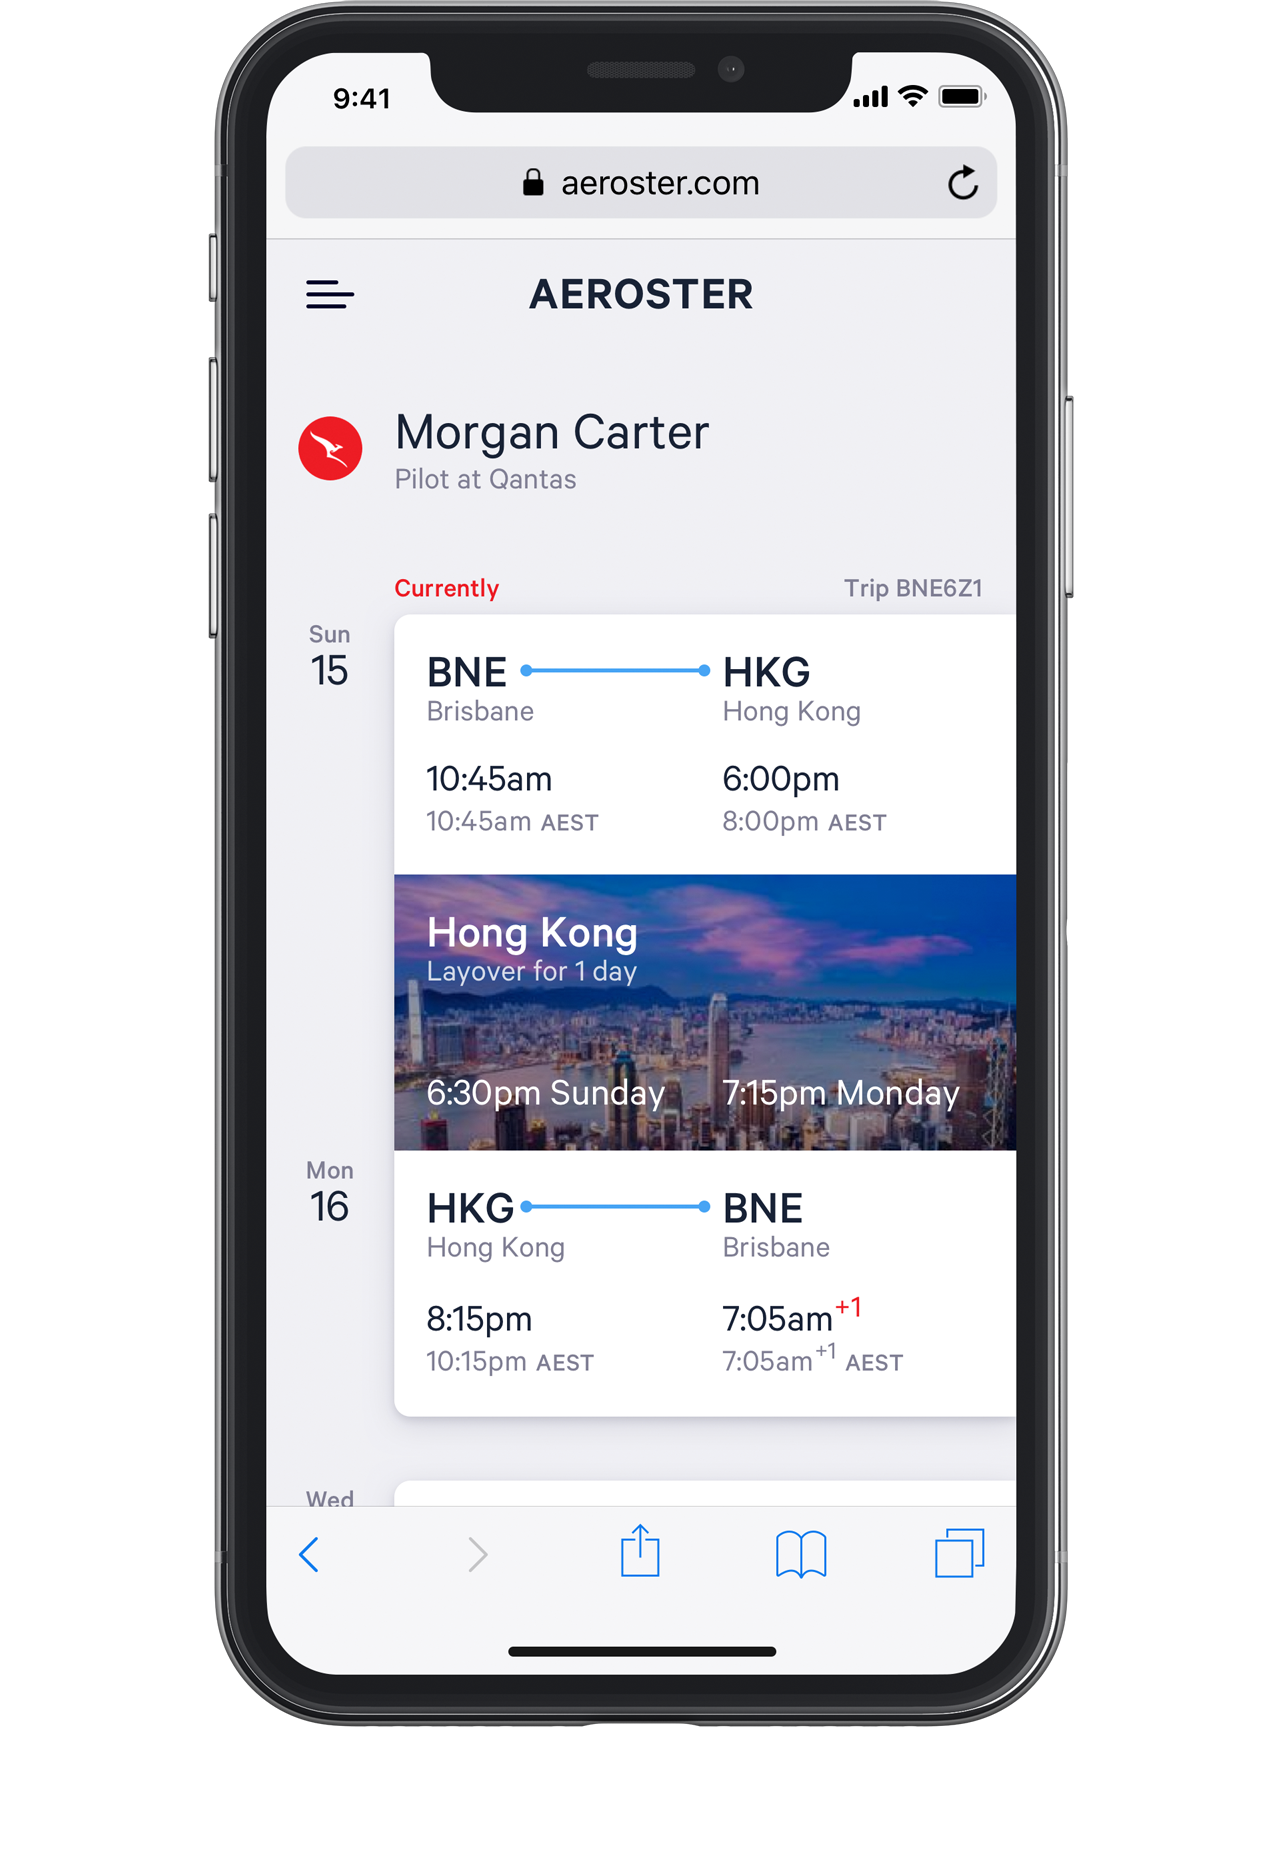 9:41
aeroster.com
AEROSTER
Morgan Carter
Pilot at Qantas
Currently
Trip BNE6Z1
Sun
15
BNE HKG
Brisbane Hong Kong
10:45am 6:00pm
10:45am AEST 8:00pm AEST
Hong Kong
Layover for 1 day
6:30pm Sunday 7:15pm Monday
Mon
16
HKG BNE
Hong Kong Brisbane
8:15pm 7:05am+1
10:15pm AEST 7:05am+1 AEST
Wed